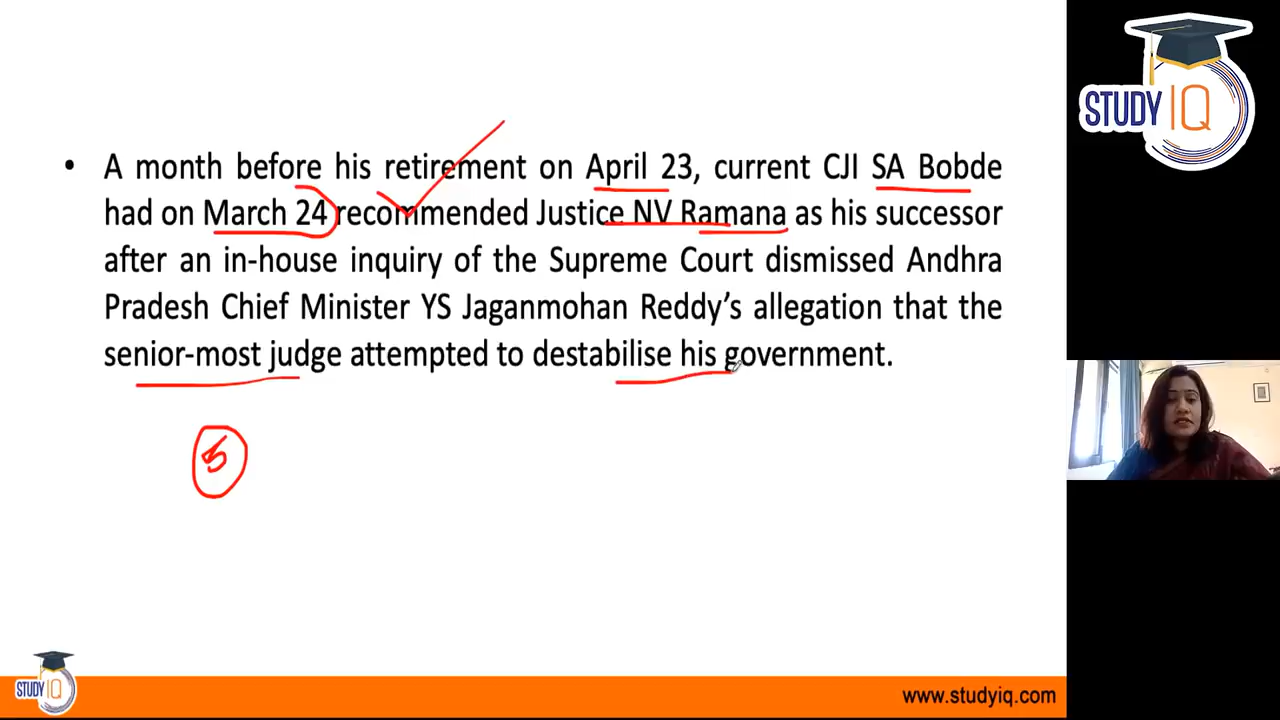 STUDY IQ
• A month before his retirement on April 23, current CJI SA Bobde
had on March 24 recommended Justice NV Ramana as his successor
after an in-house inquiry of the Supreme Court dismissed Andhra
Pradesh Chief Minister YS Jaganmohan Reddy’s allegation that the
senior-most judge attempted to destabilise his government.
5
STUDY IQ
www.studyiq.com